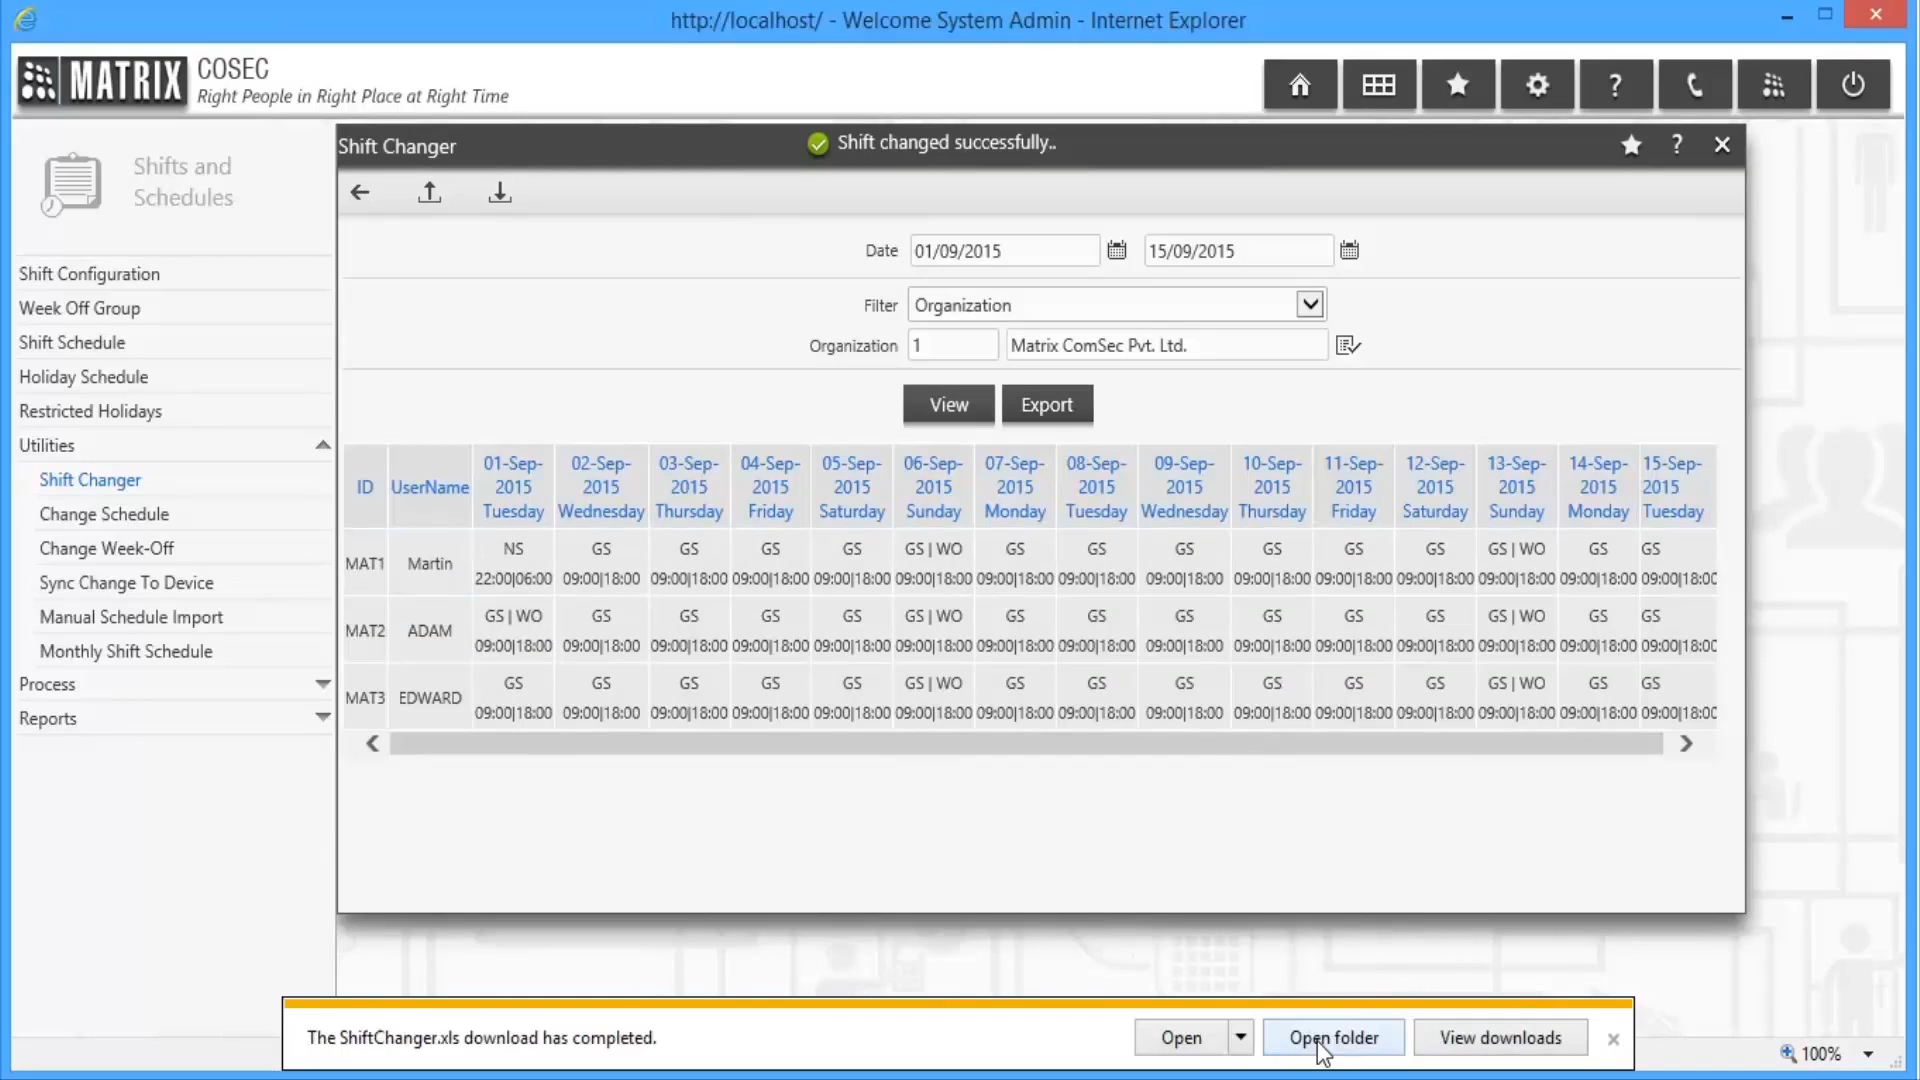 http://localhost/ - Welcome System Admin - Internet Explorer
MATRIX
COSEC
Right People in Right Place at Right Time
Shifts and
Schedules
Shift Configuration
Week Off Group
Shift Schedule
Holiday Schedule
Restricted Holidays
Utilities
Shift Changer
Change Schedule
Change Week-Off
Sync Change To Device
Manual Schedule Import
Monthly Shift Schedule
Process
Reports
Shift Changer
Shift changed successfully..
?
?
Date 01/09/2015 15/09/2015
Filter Organization
Organization 1 Matrix ComSec Pvt. Ltd.
View Export
01-Sep- 02-Sep- 03-Sep- 04-Sep- 05-Sep- 06-Sep- 07-Sep- 08-Sep- 09-Sep- 10-Sep- 11-Sep- 12-Sep- 13-Sep- 14-Sep- 15-Sep-
ID UserName 2015 2015 2015 2015 2015 2015 2015 2015 2015 2015 2015 2015 2015 2015 2015
Tuesday Wednesday Thursday Friday Saturday Sunday Monday Tuesday Wednesday Thursday Friday Saturday Sunday Monday Tuesday
NS GS GS GS GS GS | WO GS GS GS GS GS GS GS | WO GS GS
MAT1 Martin
22:00|06:00 09:00|18:00 09:00|18:00 09:00|18:00 09:00|18:00 09:00|18:00 09:00|18:00 09:00|18:00 09:00|18:00 09:00|18:00 09:00|18:00 09:00|18:00 09:00|18:00 09:00|18:00 09:00|18:00
GS | WO GS GS GS GS GS | WO GS GS GS GS GS GS GS | WO GS GS
MAT2 ADAM
09:00|18:00 09:00|18:00 09:00|18:00 09:00|18:00 09:00|18:00 09:00|18:00 09:00|18:00 09:00|18:00 09:00|18:00 09:00|18:00 09:00|18:00 09:00|18:00 09:00|18:00 09:00|18:00 09:00|18:00
GS GS GS GS GS GS | WO GS GS GS GS GS GS GS | WO GS GS
MAT3 EDWARD
09:00|18:00 09:00|18:00 09:00|18:00 09:00|18:00 09:00|18:00 09:00|18:00 09:00|18:00 09:00|18:00 09:00|18:00 09:00|18:00 09:00|18:00 09:00|18:00 09:00|18:00 09:00|18:00 09:00|18:00
The ShiftChanger.xls download has completed.
Open Open folder View downloads
100%